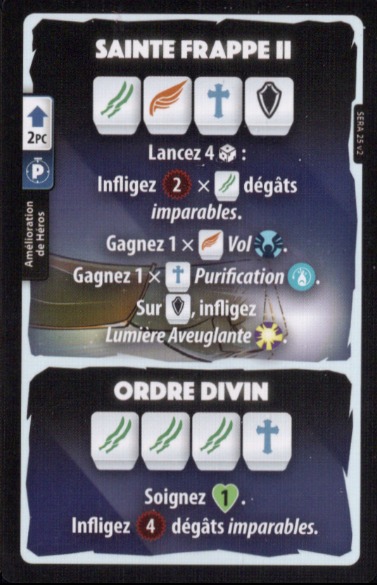 SAINTE FRAPPE II
Lancez 4 :
Infligez 2 × dégâts
imparables.
Gagnez 1 × Vol .
Gagnez 1 × Purification .
Sur , infligez
Lumière Aveuglante .
2PC
P
Amélioration
de Héros
SERA 25 v2
ORDRE DIVIN
Soignez 1 .
Infligez 4 dégâts imparables.